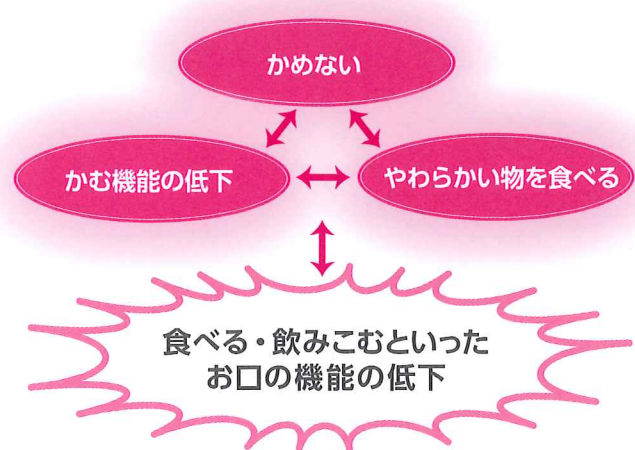 かめない
かむ機能の低下
やわらかい物を食べる
食べる・飲みこむといった
お口の機能の低下